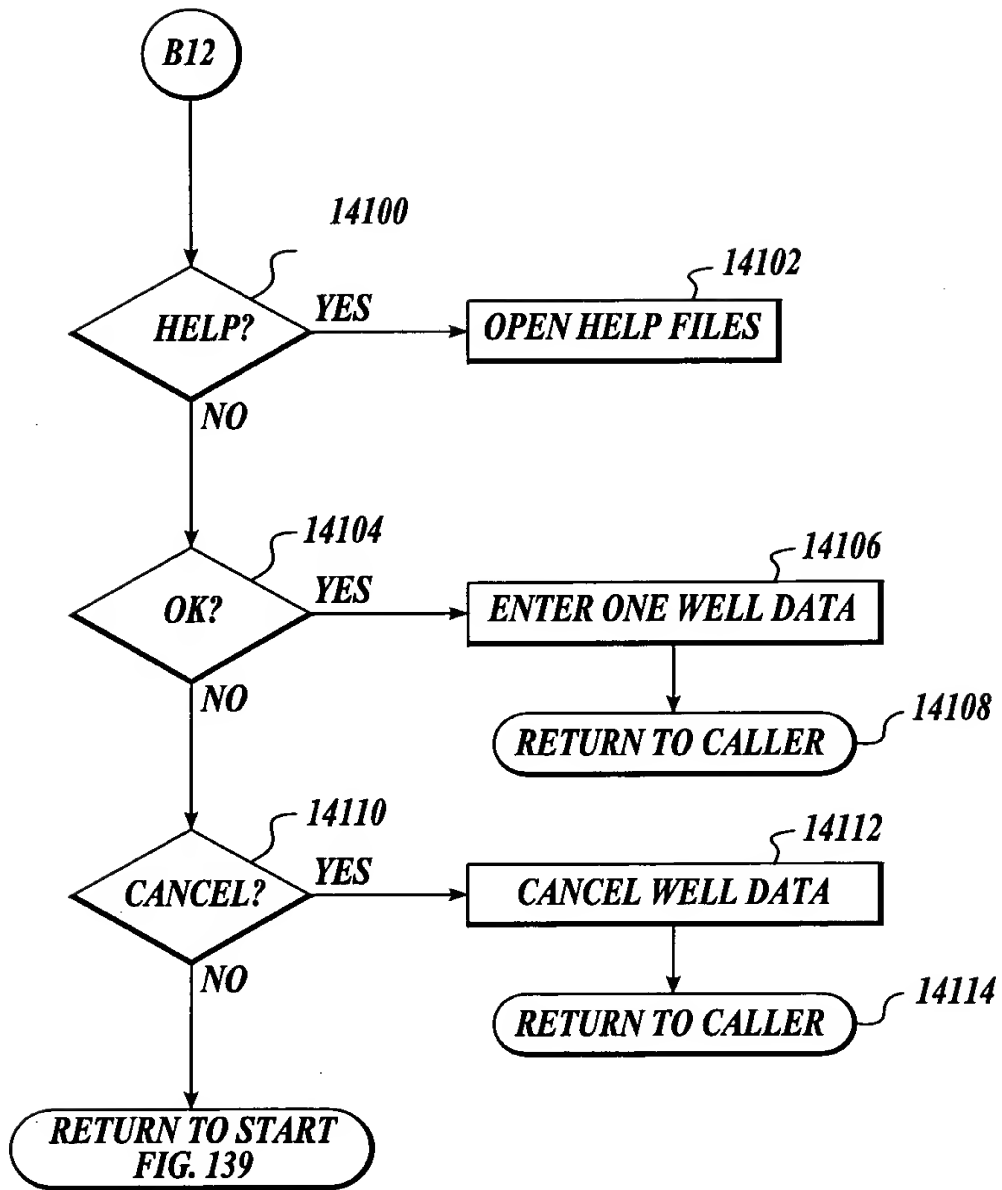 B12
14100
HELP?
YES
14102
OPEN HELP FILES
NO
14104
OK?
YES
14106
ENTER ONE WELL DATA
NO
14108
RETURN TO CALLER
14110
CANCEL?
YES
14112
CANCEL WELL DATA
NO
14114
RETURN TO CALLER
RETURN TO START
FIG. 139